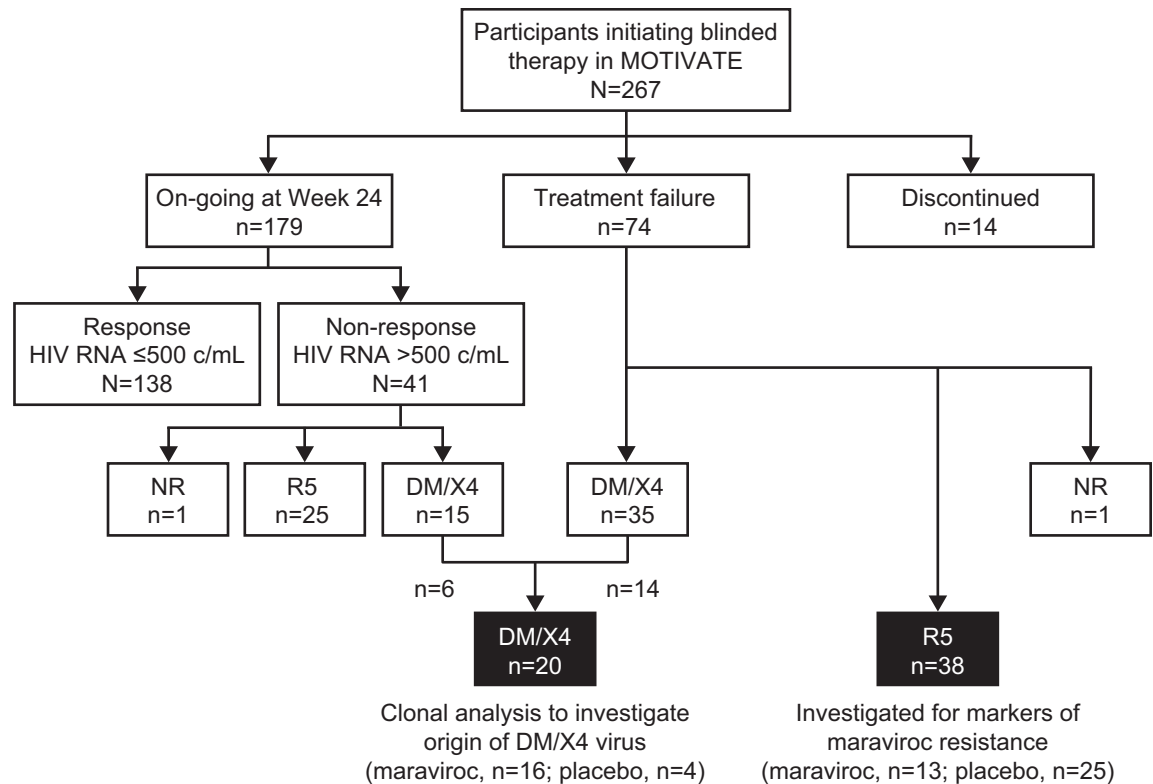 Participants initiating blinded
therapy in MOTIVATE
N=267
On-going at Week 24
n=179
Treatment failure
n=74
Discontinued
n=14
Response
HIV RNA ≤500 c/mL
N=138
Non-response
HIV RNA >500 c/mL
N=41
NR
n=1
R5
n=25
DM/X4
n=15
DM/X4
n=35
NR
n=1
n=6
n=14
DM/X4
n=20
R5
n=38
Clonal analysis to investigate
origin of DM/X4 virus
(maraviroc, n=16; placebo, n=4)
Investigated for markers of
maraviroc resistance
(maraviroc, n=13; placebo, n=25)